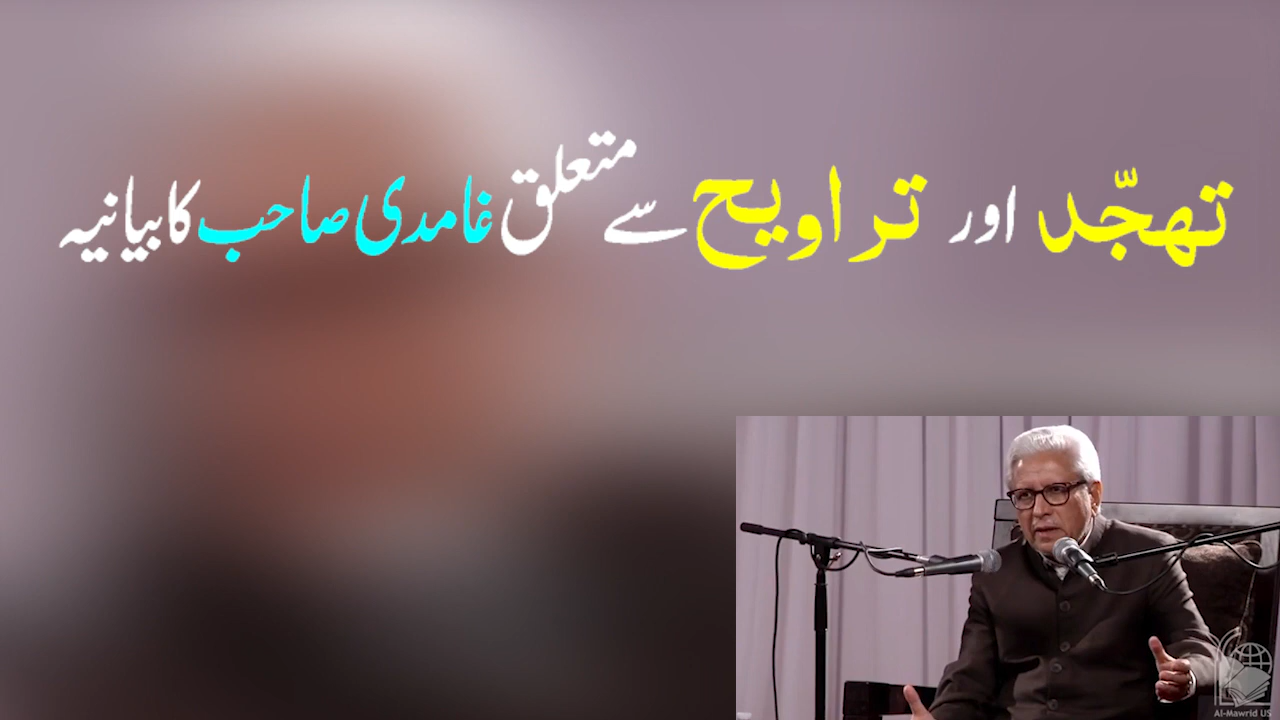 تہجّد اور تراویح سے متعلق غامدی صاحب کا بیانیہ
Al-Mawrid US